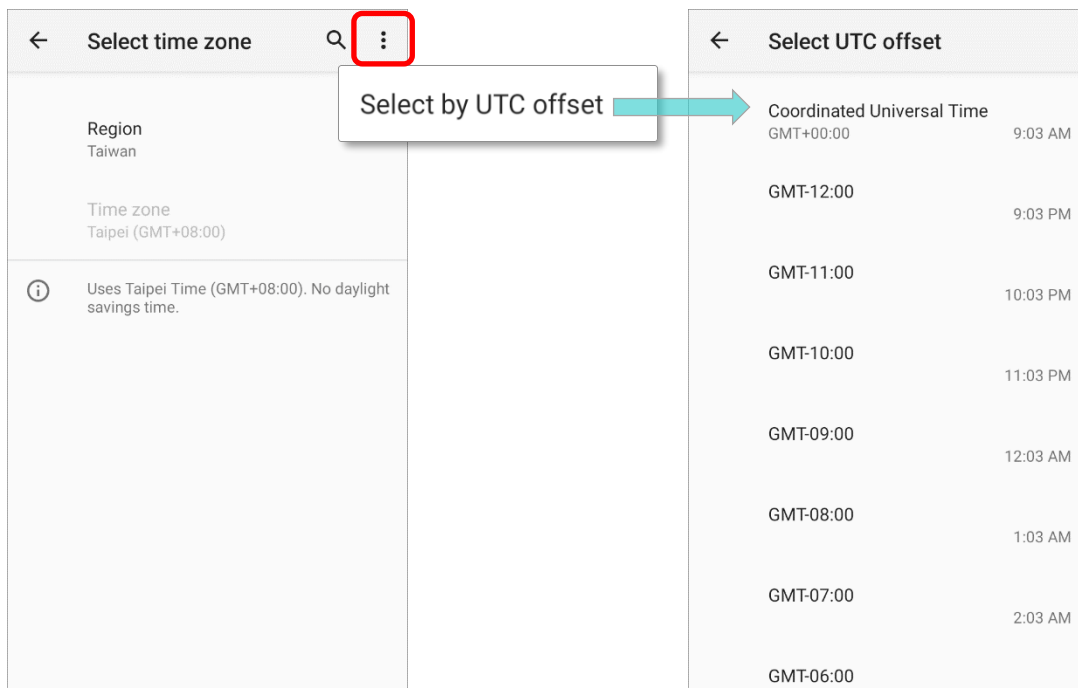 Select time zone
Select by UTC offset
Region
Taiwan
Time zone
Taipei (GMT+08:00)
Uses Taipei Time (GMT+08:00). No daylight
savings time.
Select UTC offset
Coordinated Universal Time
GMT+00:00 9:03 AM
GMT-12:00
9:03 PM
GMT-11:00
10:03 PM
GMT-10:00
11:03 PM
GMT-09:00
12:03 AM
GMT-08:00
1:03 AM
GMT-07:00
2:03 AM
GMT-06:00